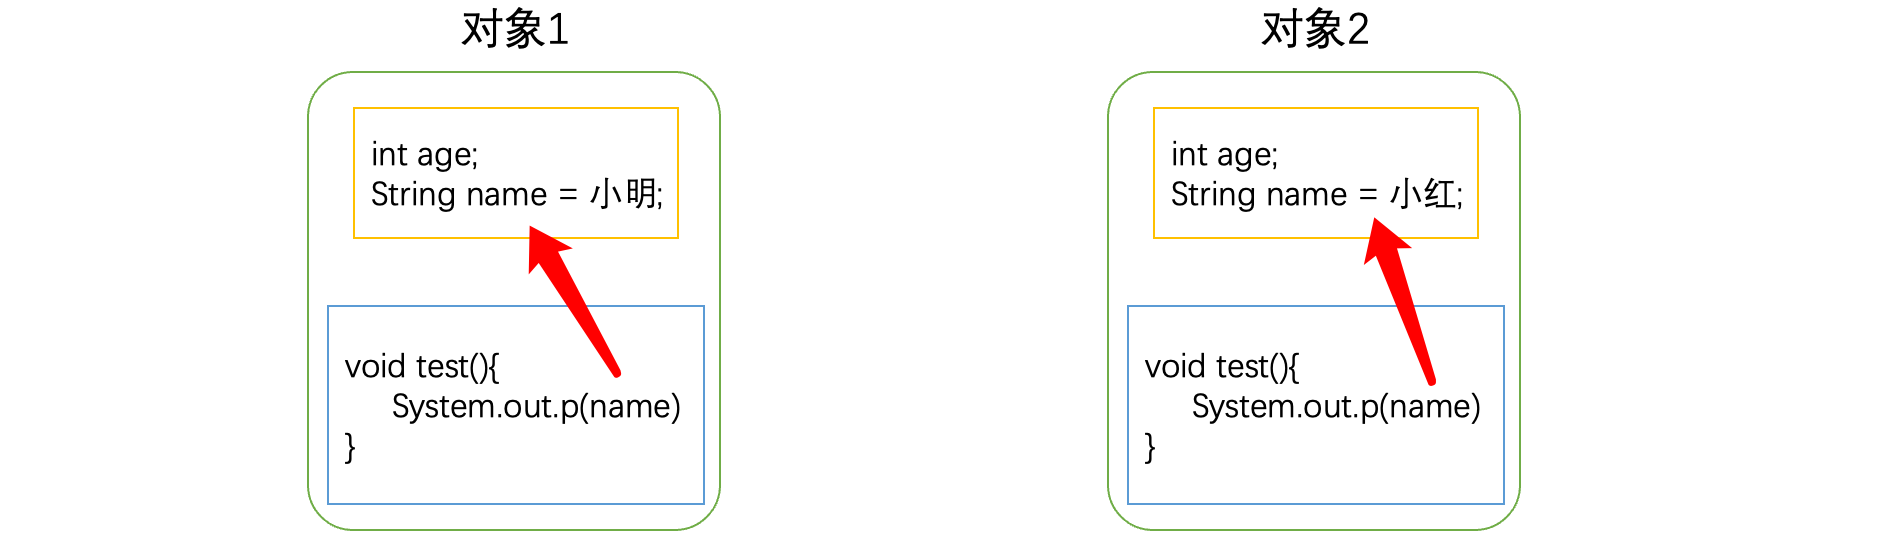 对象1
int age;
String name = 小明;
void test(){
System.out.p(name)
}
对象2
int age;
String name = 小红;
void test(){
System.out.p(name)
}